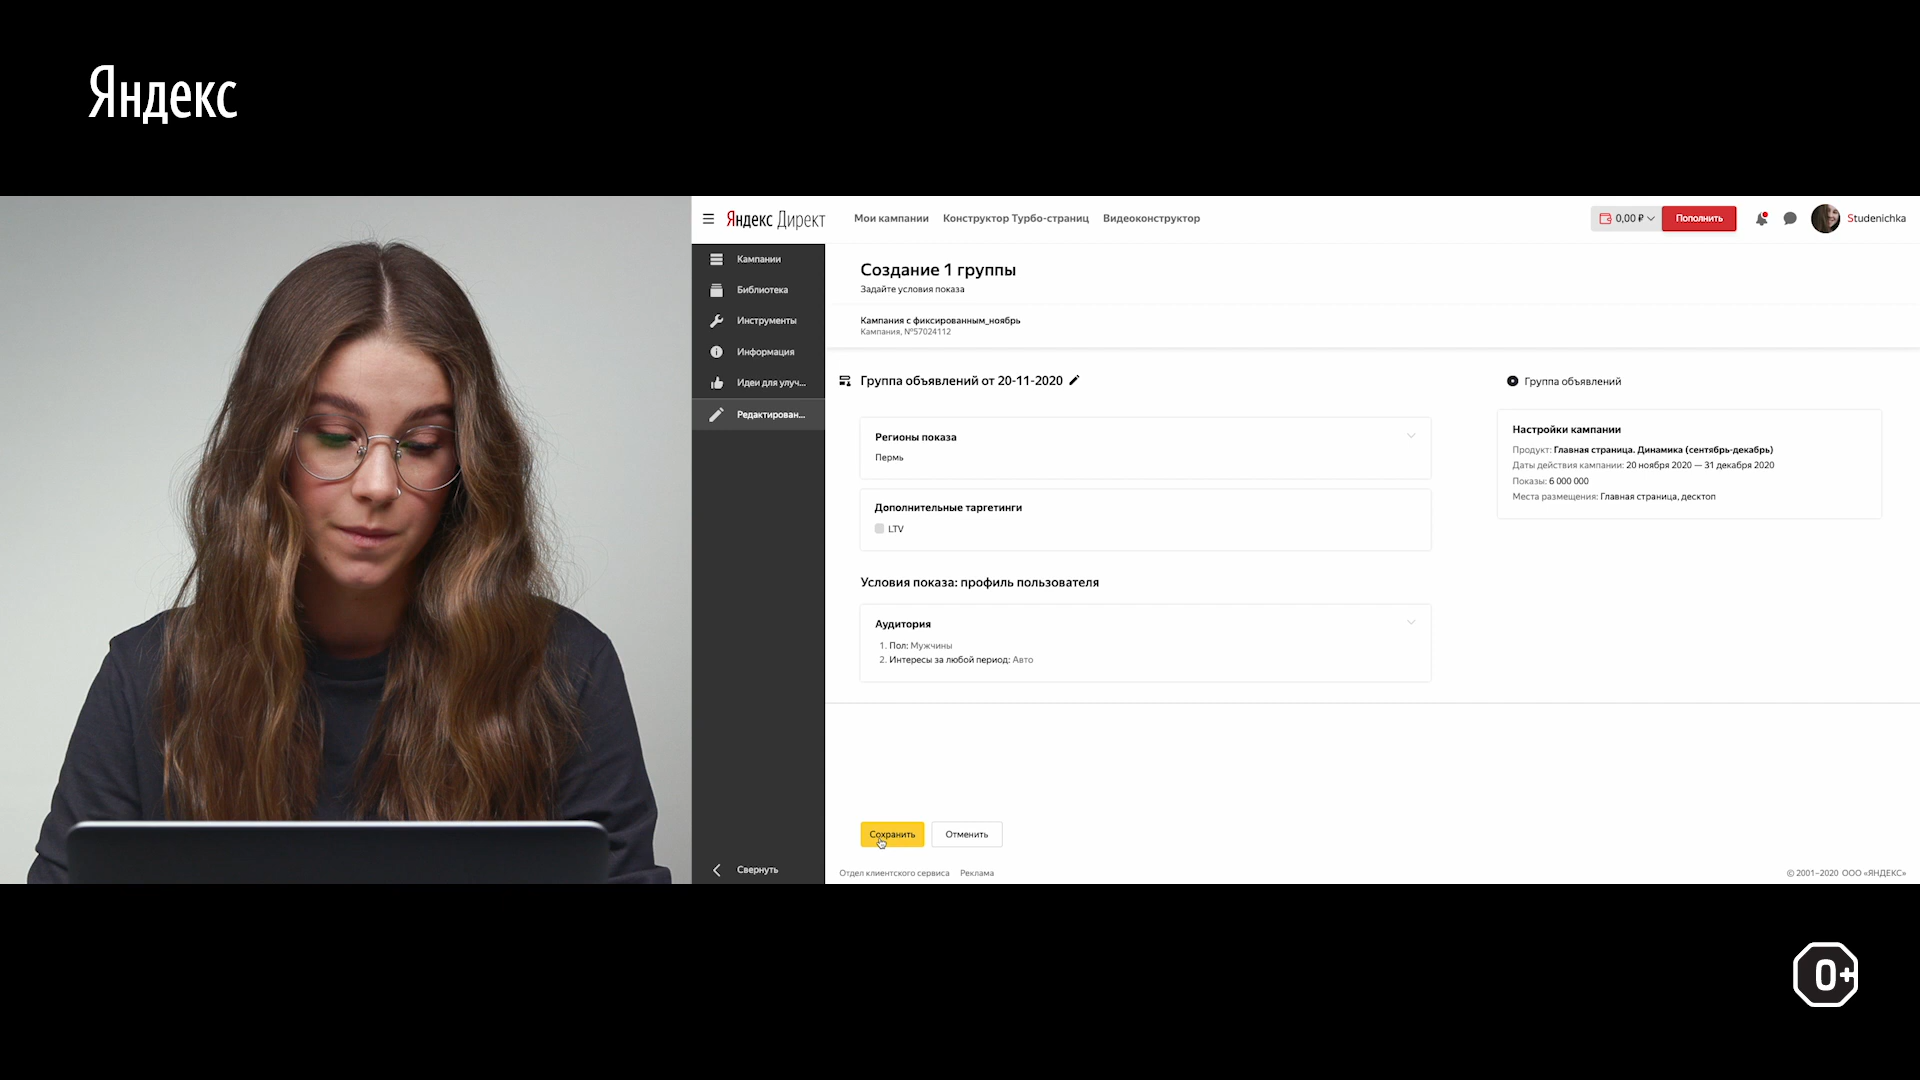 Яндекс
Яндекс Директ
Мои кампании
Конструктор Турбо-страниц
Видеоконструктор
0,00 ₽
Пополнить
Studenichka
Кампании
Библиотека
Инструменты
Информация
Идеи для улуч...
Редактирован...
Свернуть
Создание 1 группы
Задайте условия показа
Кампания с фиксированным_ноябрь
Кампания, №57024112
Группа объявлений от 20-11-2020
Регионы показа
Пермь
Дополнительные таргетинги
LTV
Условия показа: профиль пользователя
Аудитория
1. Пол: Мужчины
2. Интересы за любой период: Авто
Группа объявлений
Настройки кампании
Продукт: Главная страница. Динамика (сентябрь-декабрь)
Даты действия кампании: 20 ноября 2020 — 31 декабря 2020
Показы: 6 000 000
Места размещения: Главная страница, десктоп
Сохранить
Отменить
Отдел клиентского сервиса
Реклама
© 2001–2020 ООО «ЯНДЕКС»
0+